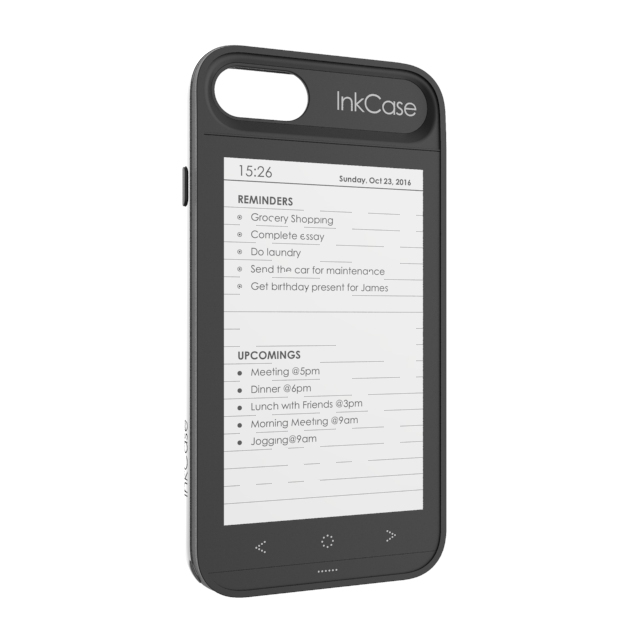 InkCase
15:26
Sunday, Oct 23, 2016
REMINDERS
Grocery Shopping
Complete essay
Do laundry
Send the car for maintenance
Get birthday present for James
UPCOMINGS
Meeting @5pm
Dinner @6pm
Lunch with Friends @3pm
Morning Meeting @9am
Jogging@9am
InkCase